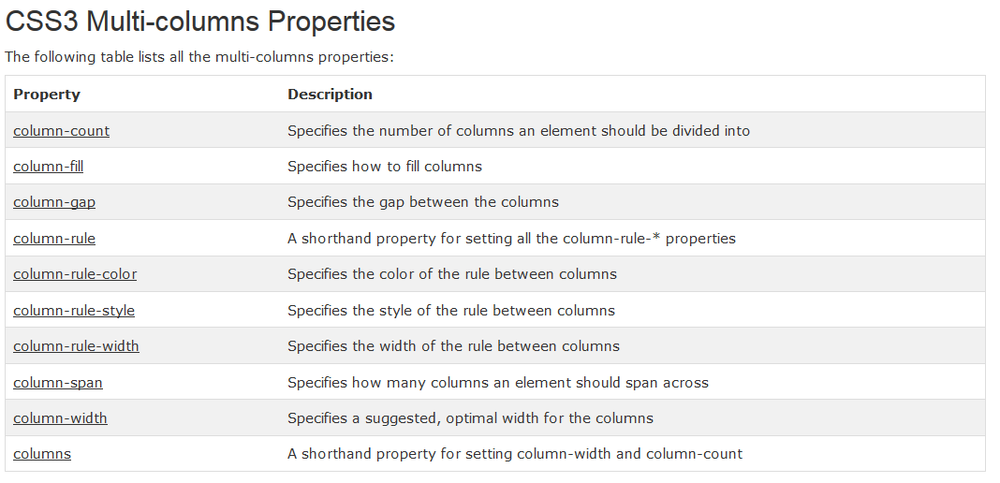 CSS3 Multi-columns Properties
The following table lists all the multi-columns properties:
Property Description
column-count Specifies the number of columns an element should be divided into
column-fill Specifies how to fill columns
column-gap Specifies the gap between the columns
column-rule A shorthand property for setting all the column-rule-* properties
column-rule-color Specifies the color of the rule between columns
column-rule-style Specifies the style of the rule between columns
column-rule-width Specifies the width of the rule between columns
column-span Specifies how many columns an element should span across
column-width Specifies a suggested, optimal width for the columns
columns A shorthand property for setting column-width and column-count